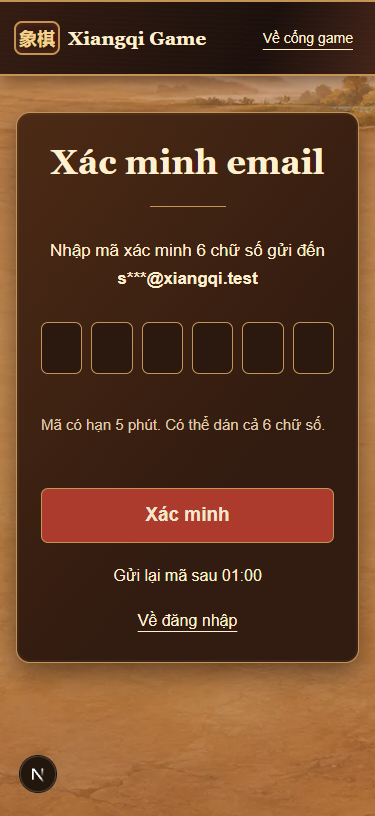 象棋 Xiangqi Game
Về cổng game
Xác minh email
Nhập mã xác minh 6 chữ số gửi đến
s***@xiangqi.test
Mã có hạn 5 phút. Có thể dán cả 6 chữ số.
Xác minh
Gửi lại mã sau 01:00
Về đăng nhập
N